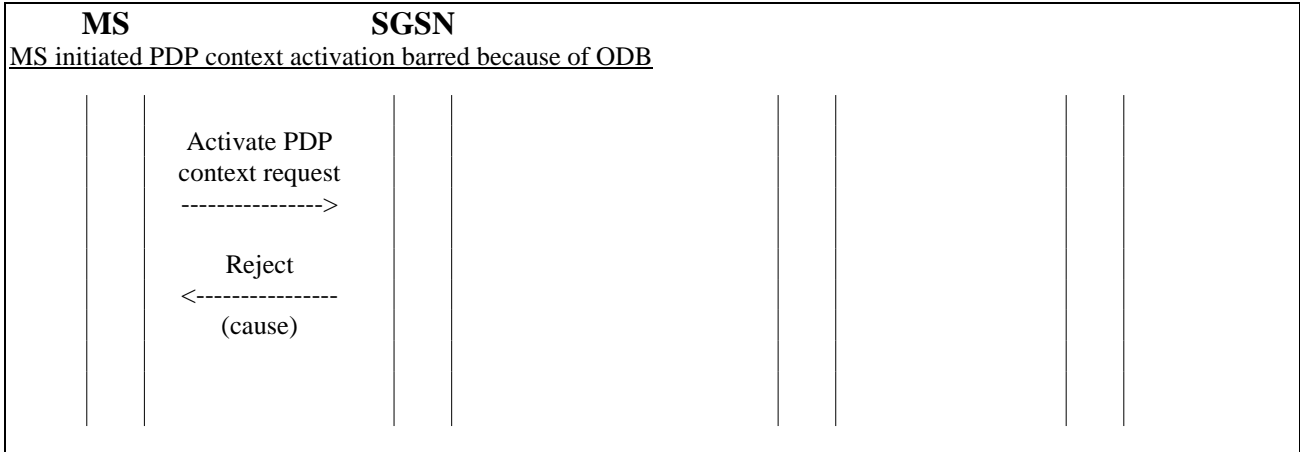 MS SGSN
MS initiated PDP context activation barred because of ODB
Activate PDP
context request
---------------->
Reject
<----------------
(cause)